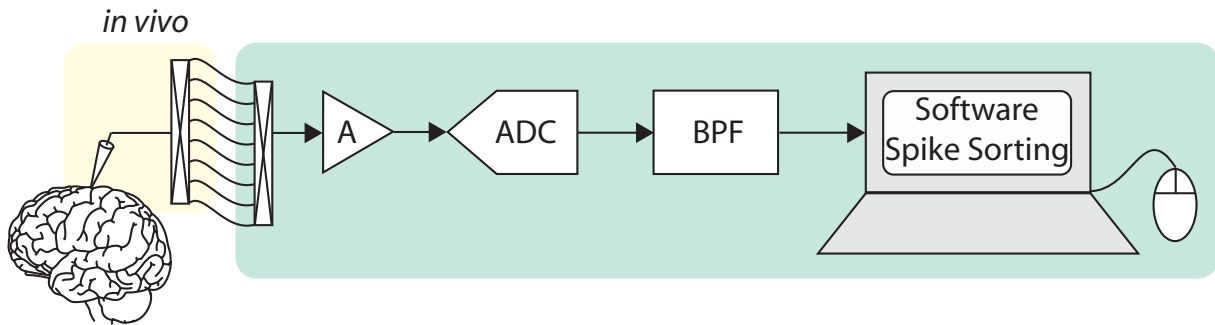 in vivo
A
ADC
BPF
Software
Spike Sorting